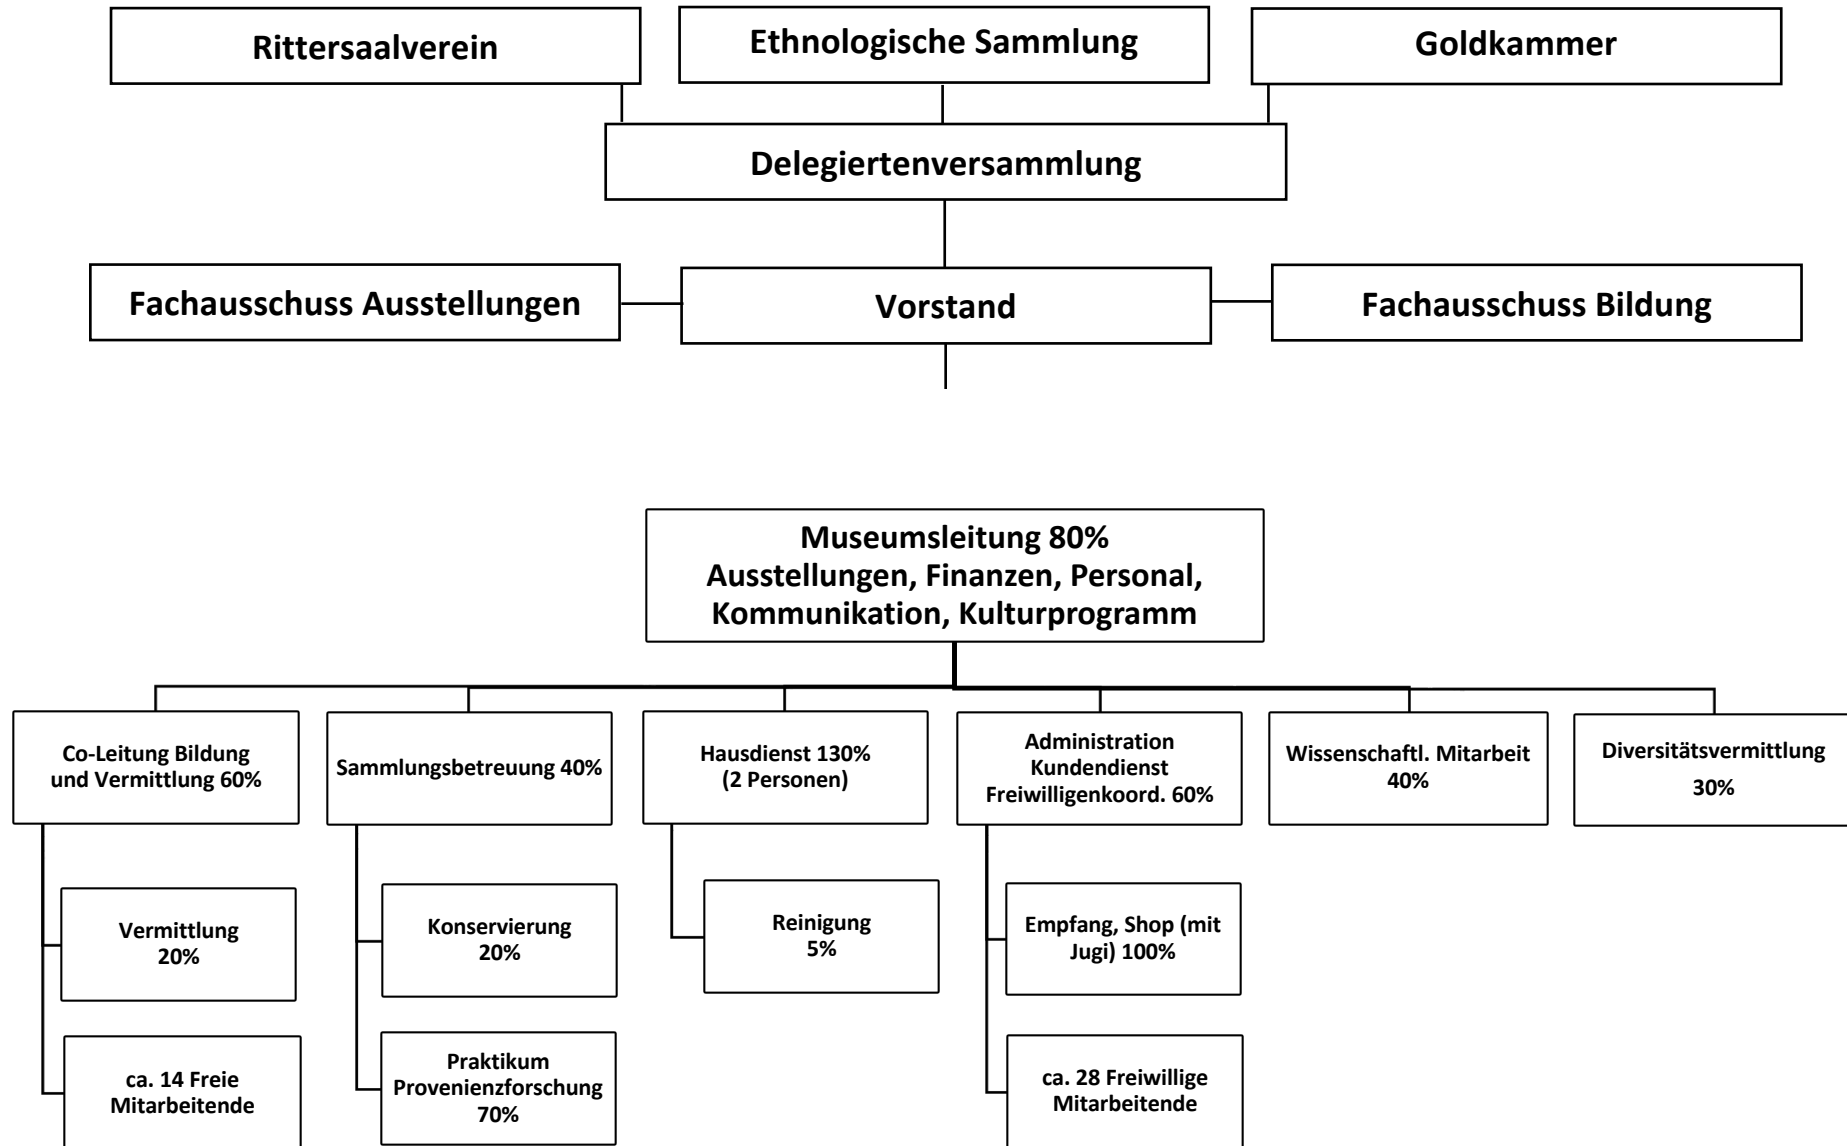 Rittersaalverein
Ethnologische Sammlung
Goldkammer
Delegiertenversammlung
Fachausschuss Ausstellungen
Vorstand
Fachausschuss Bildung
Museumsleitung 80%
Ausstellungen, Finanzen, Personal,
Kommunikation, Kulturprogramm
Co-Leitung Bildung
und Vermittlung 60%
Sammlungsbetreuung 40%
Hausdienst 130%
(2 Personen)
Administration
Kundendienst
Freiwilligenkoord. 60%
Wissenschaftl. Mitarbeit
40%
Diversitätsvermittlung
30%
Vermittlung
20%
Konservierung
20%
Reinigung
5%
Empfang, Shop (mit
Jugi) 100%
ca. 14 Freie
Mitarbeitende
Praktikum
Provenienzforschung
70%
ca. 28 Freiwillige
Mitarbeitende